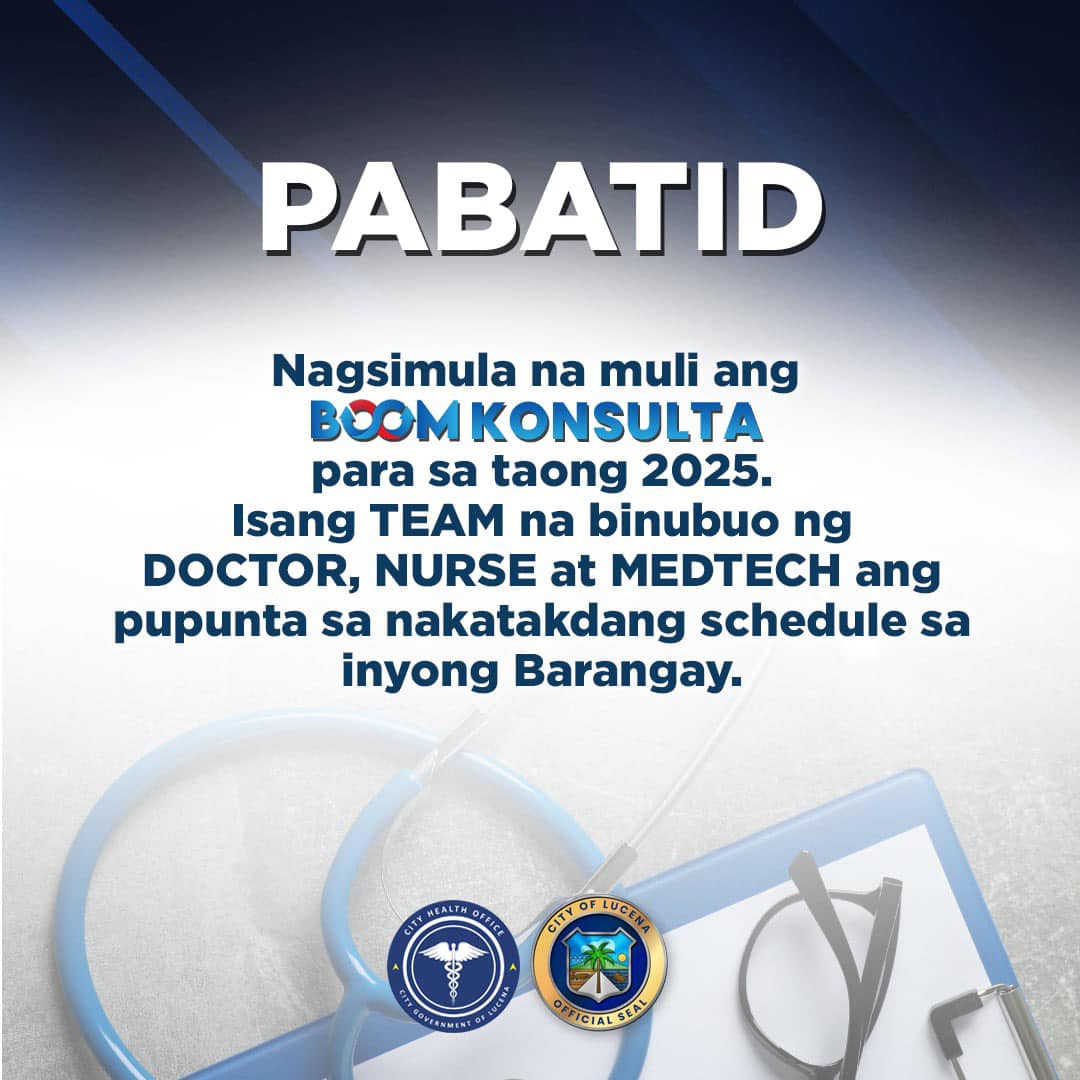 PABATID
Nagsimula na muli ang
BOOM KONSULTA
para sa taong 2025.
Isang TEAM na binubuo ng
DOCTOR, NURSE at MEDTECH ang
pupunta sa nakatakdang schedule sa
inyong Barangay.
CITY HEALTH OFFICE
CITY GOVERNMENT OF LUCENA
CITY OF LUCENA
OFFICIAL SEAL